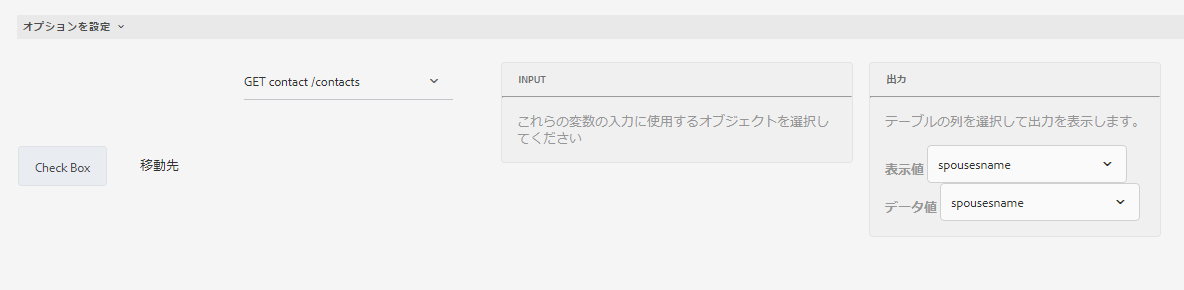 オプションを設定
GET contact /contacts
Check Box
移動先
INPUT
これらの変数の入力に使用するオブジェクトを選択し
てください
出力
テーブルの列を選択して出力を表示します。
表示値 spousesname
データ値 spousesname